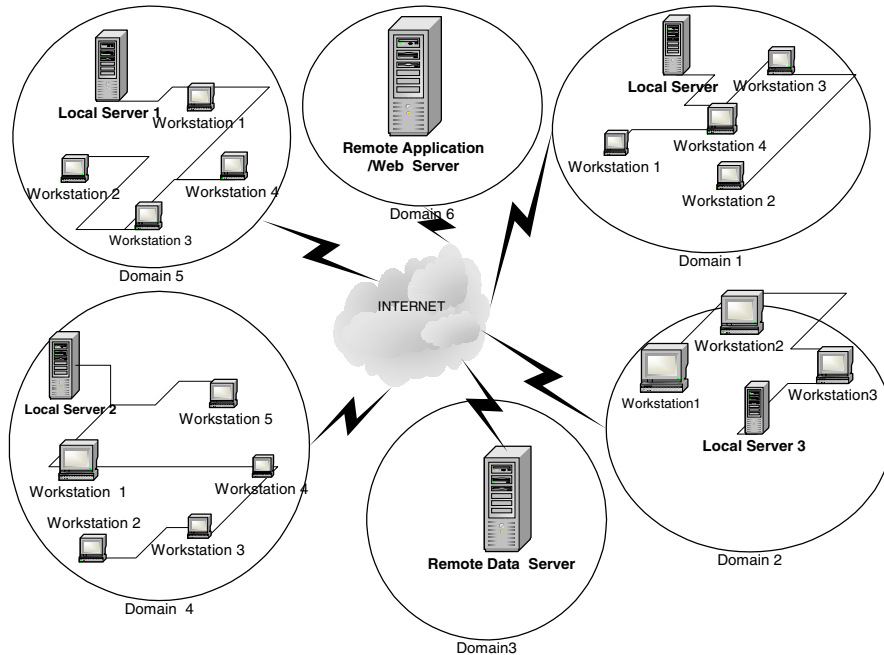 Local Server 1
Workstation 1
Workstation 2
Workstation 4
Workstation 3
Domain 5
Remote Application
/Web Server
Domain 6
Local Server
Workstation 3
Workstation 4
Workstation 1
Workstation 2
Domain 1
INTERNET
Local Server 2
Workstation 5
Workstation 1
Workstation 4
Workstation 2
Workstation 3
Domain 4
Remote Data Server
Domain3
Workstation2
Workstation1
Workstation3
Local Server 3
Domain 2